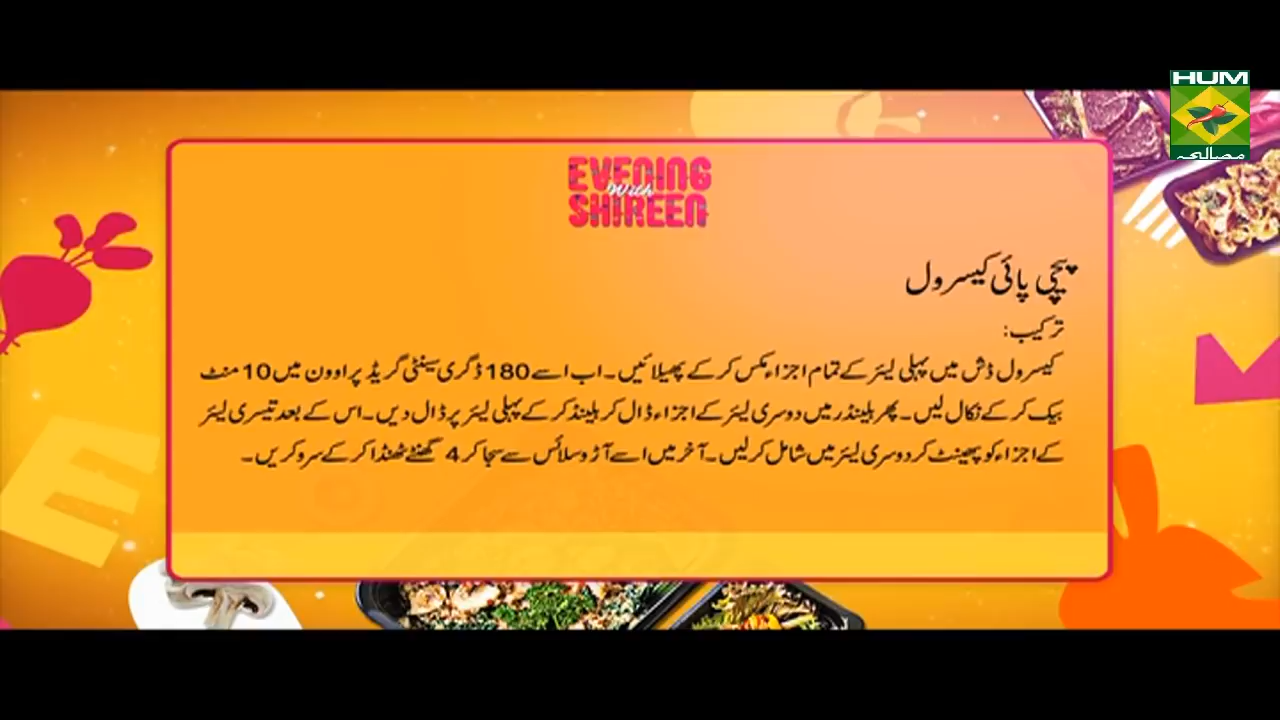 HUM
مصالحہ
EVENING
With
SHIREEN
پیچی پائی کیسرول
ترکیب:
کیسرول ڈش میں پہلی لیئر کے تمام اجزاء مکس کر کے پھیلائیں۔ اب اسے 180 ڈگری سینٹی گریڈ پر اوون میں 10 منٹ
بیک کر کے نکال لیں۔ پھر بلینڈر میں دوسری لیئر کے اجزاء ڈال کر بلینڈ کر کے پہلی لیئر پر ڈال دیں۔ اس کے بعد تیسری لیئر
کے اجزاء کو پھینٹ کر دوسری لیئر میں شامل کر لیں۔ آخر میں اسے آڑو سلائس سے سجا کر 4 گھنٹے ٹھنڈا کر کے سرو کریں۔